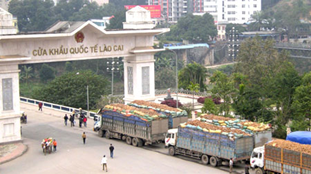 CỬA KHẨU QUỐC TẾ LÀO CAI